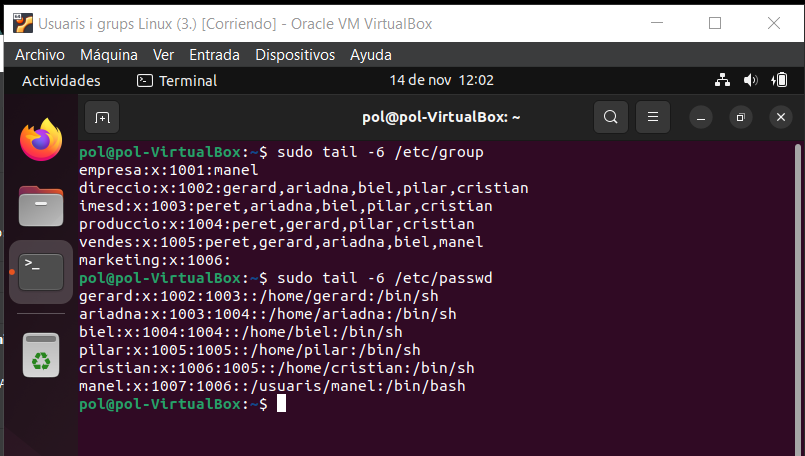 Usuaris i grups Linux (3.) [Corriendo] - Oracle VM VirtualBox
Archivo Máquina Ver Entrada Dispositivos Ayuda
Actividades Terminal 14 de nov 12:02
pol@pol-VirtualBox: ~
pol@pol-VirtualBox:~$ sudo tail -6 /etc/group
empresa:x:1001:manel
direccio:x:1002:gerard,ariadna,biel,pilar,cristian
imesd:x:1003:peret,ariadna,biel,pilar,cristian
produccio:x:1004:peret,gerard,pilar,cristian
vendes:x:1005:peret,gerard,ariadna,biel,manel
marketing:x:1006:
pol@pol-VirtualBox:~$ sudo tail -6 /etc/passwd
gerard:x:1002:1003::/home/gerard:/bin/sh
ariadna:x:1003:1004::/home/ariadna:/bin/sh
biel:x:1004:1004::/home/biel:/bin/sh
pilar:x:1005:1005::/home/pilar:/bin/sh
cristian:x:1006:1005::/home/cristian:/bin/sh
manel:x:1007:1006::/usuaris/manel:/bin/bash
pol@pol-VirtualBox:~$